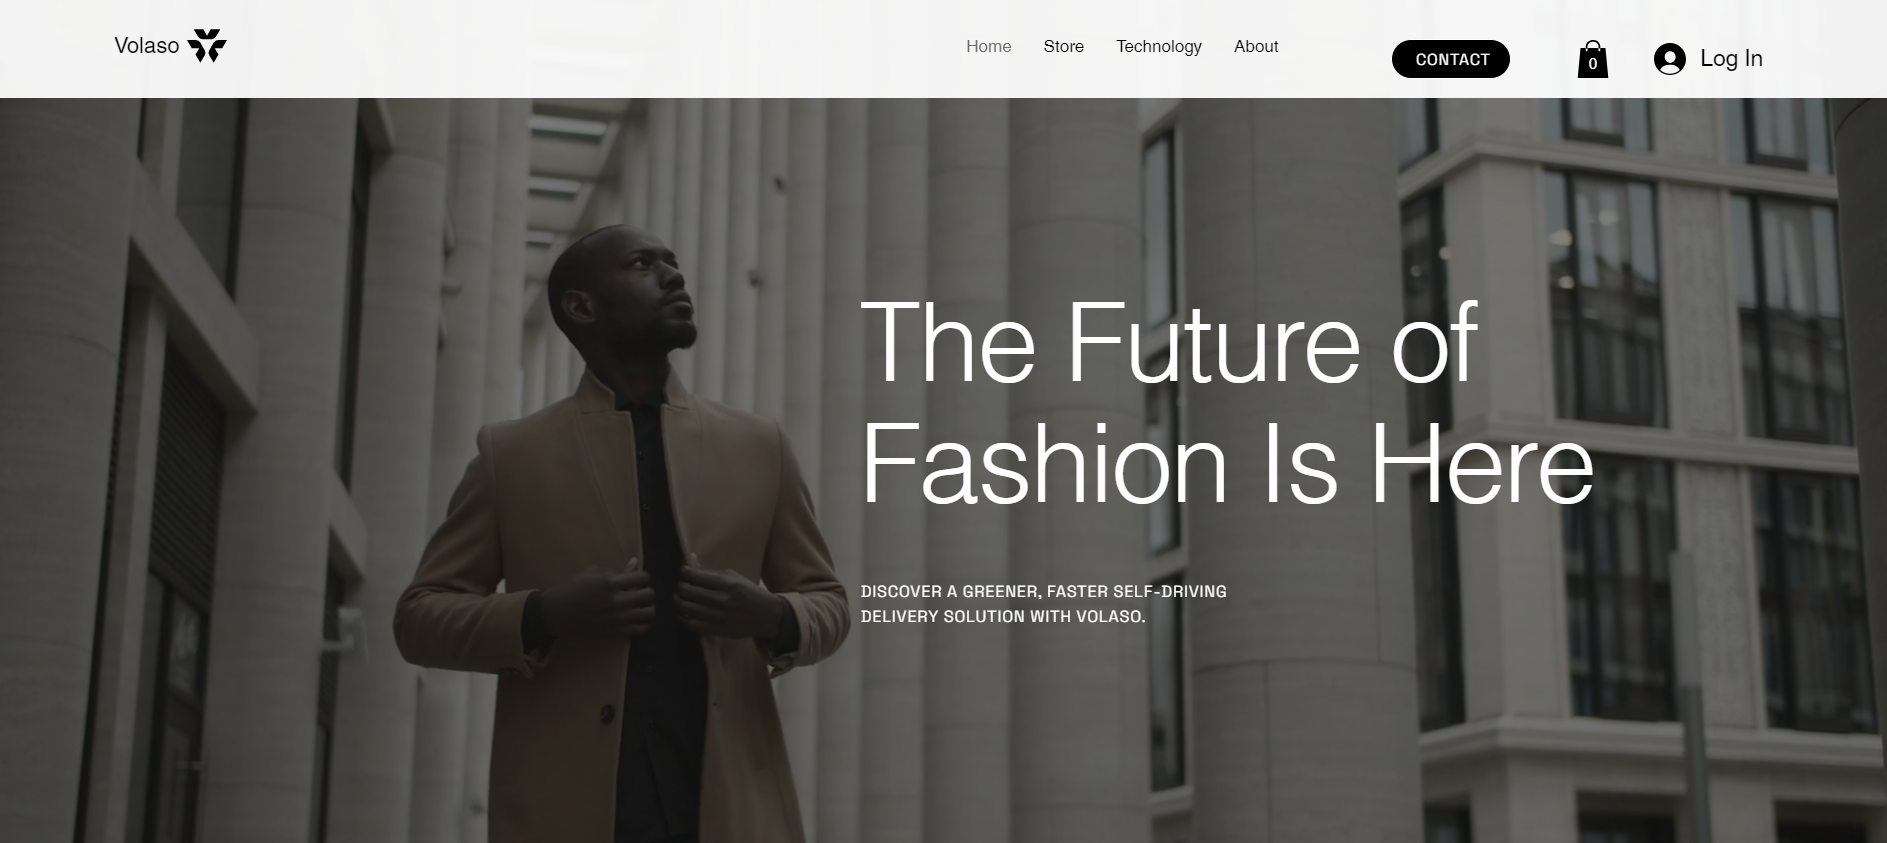 Volaso
Home Store Technology About
CONTACT
0
Log In
The Future of
Fashion Is Here
DISCOVER A GREENER, FASTER SELF-DRIVING
DELIVERY SOLUTION WITH VOLASO.